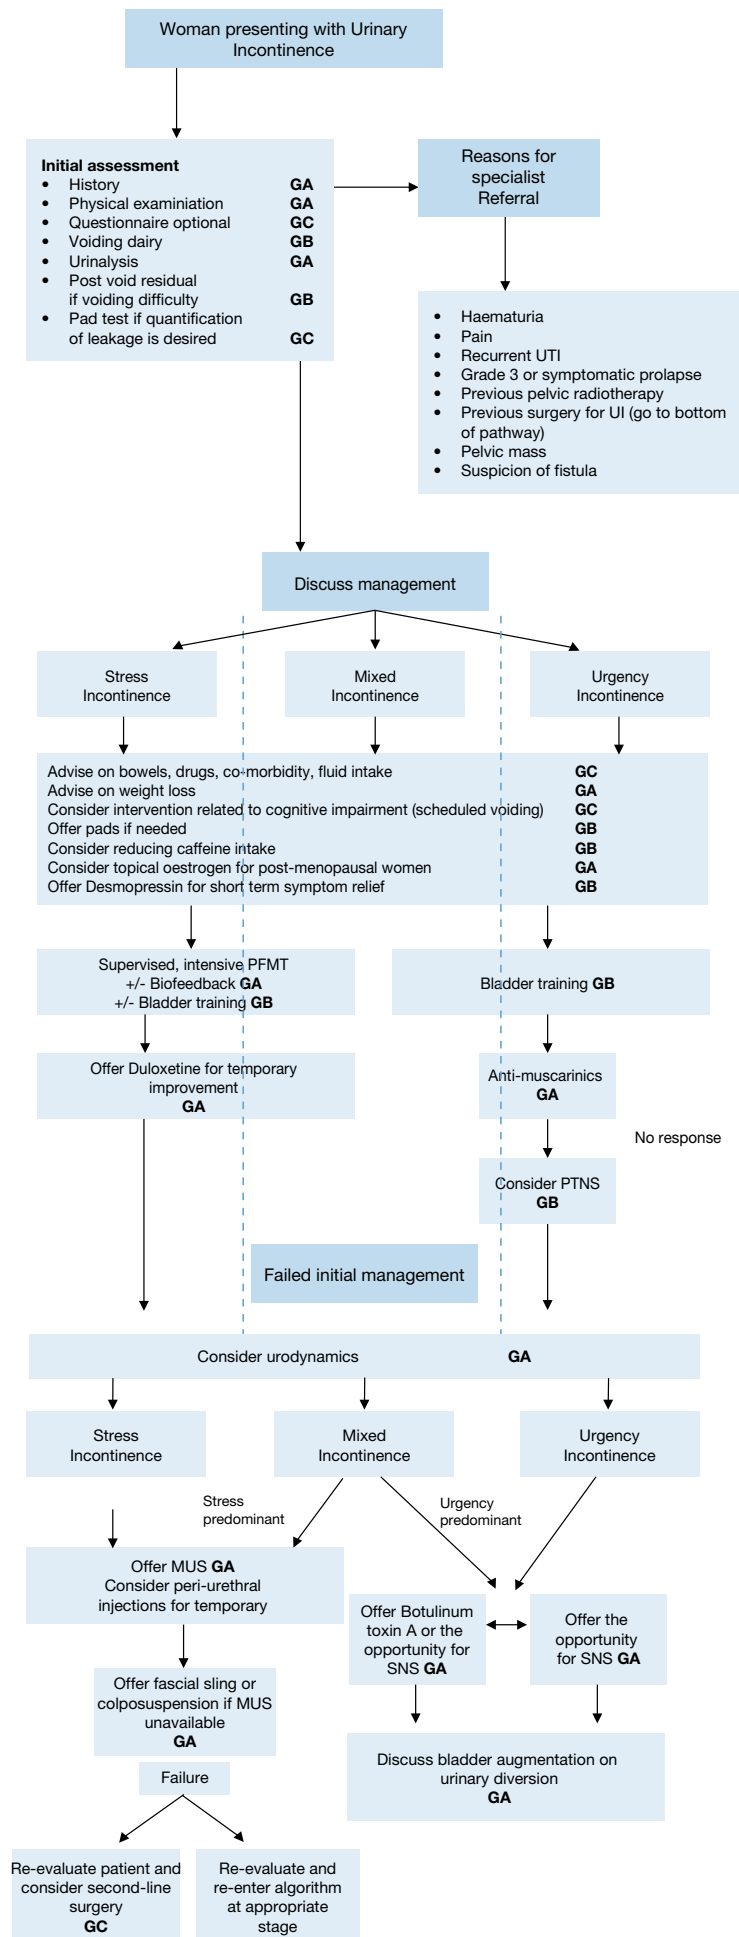 Woman presenting with Urinary
Incontinence
Initial assessment
• History GA
• Physical examiniation GA
• Questionnaire optional GC
• Voiding dairy GB
• Urinalysis GA
• Post void residual
if voiding difficulty GB
• Pad test if quantification
of leakage is desired GC
Reasons for
specialist
Referral
• Haematuria
• Pain
• Recurrent UTI
• Grade 3 or symptomatic prolapse
• Previous pelvic radiotherapy
• Previous surgery for UI (go to bottom
of pathway)
• Pelvic mass
• Suspicion of fistula
Discuss management
Stress
Incontinence
Mixed
Incontinence
Urgency
Incontinence
Advise on bowels, drugs, co-morbidity, fluid intake GC
Advise on weight loss GA
Consider intervention related to cognitive impairment (scheduled voiding) GC
Offer pads if needed GB
Consider reducing caffeine intake GB
Consider topical oestrogen for post-menopausal women GA
Offer Desmopressin for short term symptom relief GB
Supervised, intensive PFMT
+/- Biofeedback GA
+/- Bladder training GB
Bladder training GB
Offer Duloxetine for temporary
improvement
GA
Anti-muscarinics
GA
No response
Consider PTNS
GB
Failed initial management
Consider urodynamics GA
Stress
Incontinence
Mixed
Incontinence
Urgency
Incontinence
Stress
predominant
Urgency
predominant
Offer MUS GA
Consider peri-urethral
injections for temporary
Offer Botulinum
toxin A or the
opportunity for
SNS GA
Offer the
opportunity
for SNS GA
Offer fascial sling or
colposuspension if MUS
unavailable
GA
Discuss bladder augmentation on
urinary diversion
GA
Failure
Re-evaluate patient and
consider second-line
surgery
GC
Re-evaluate and
re-enter algorithm
at appropriate
stage